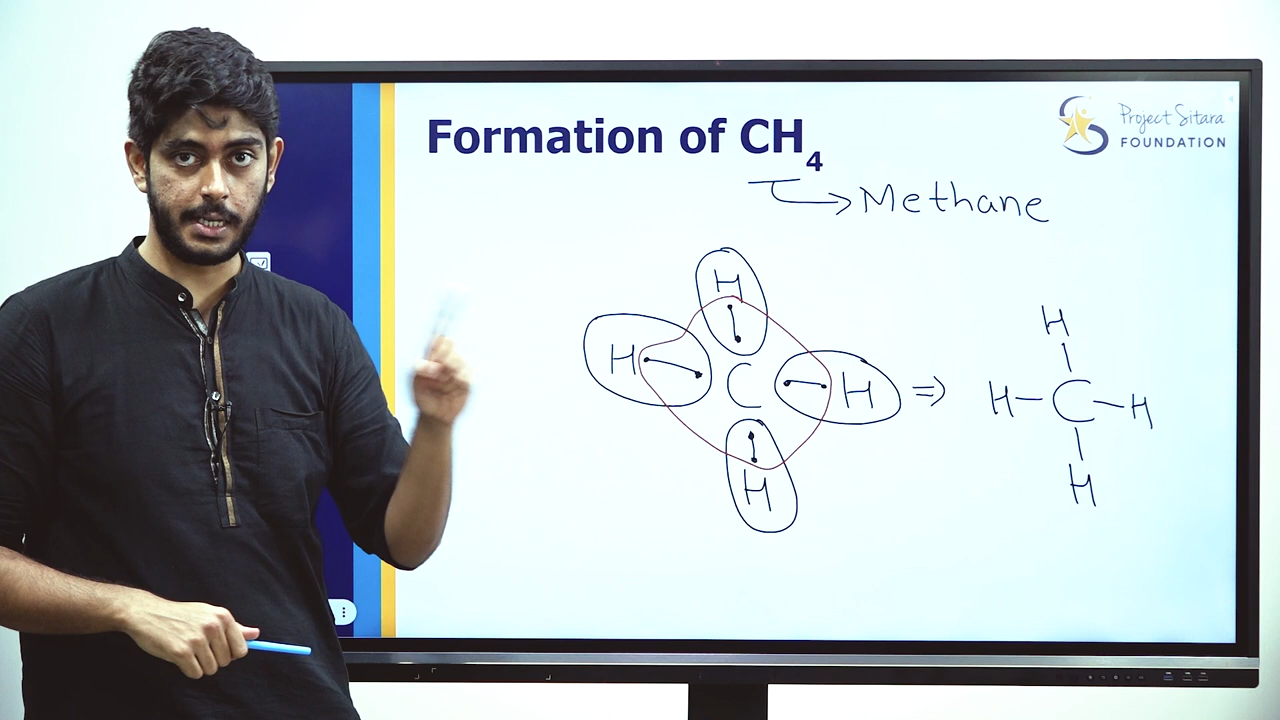 Formation of CH4
Project Sitara
FOUNDATION
Methane
H
H C H
H
⇒
H
H–C–H
H